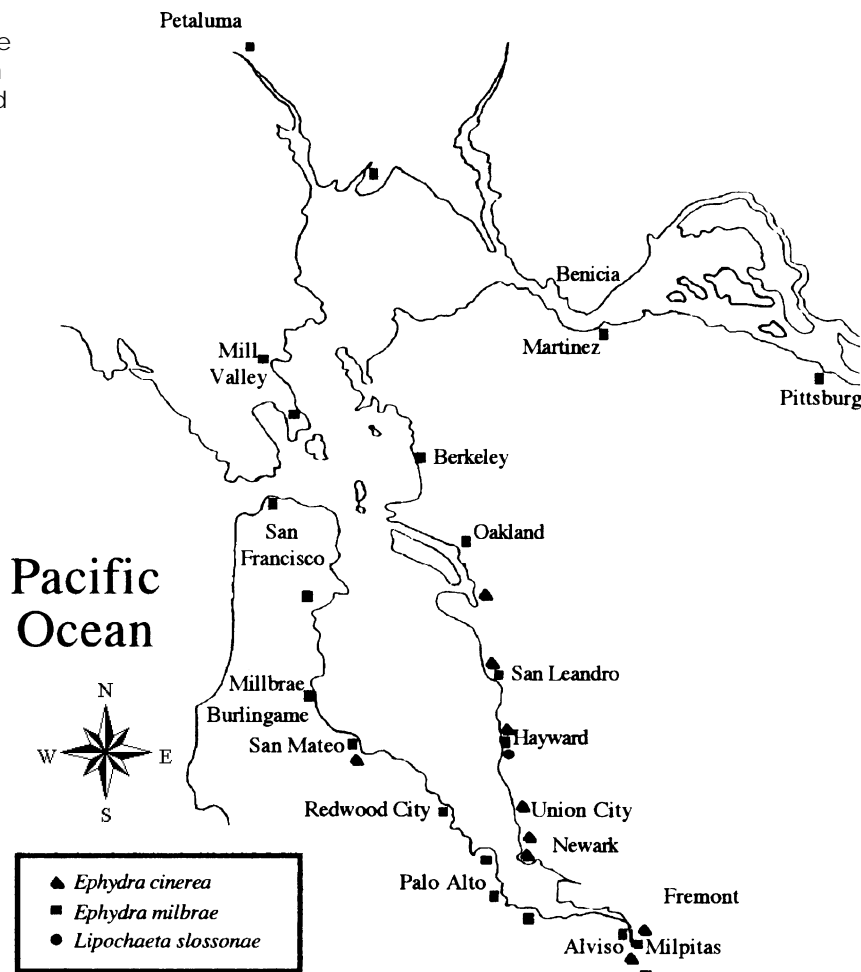 Petaluma
e
d
Benicia
Martinez
Pittsburg
Mill
Valley
Berkeley
Oakland
San
Francisco
Pacific
Ocean
San Leandro
Millbrae
Burlingame
N
W E
S
San Mateo
Hayward
Redwood City
Union City
Newark
Palo Alto
Fremont
Alviso Milpitas
Ephydra cinerea
Ephydra milbrae
Lipochaeta slossonae